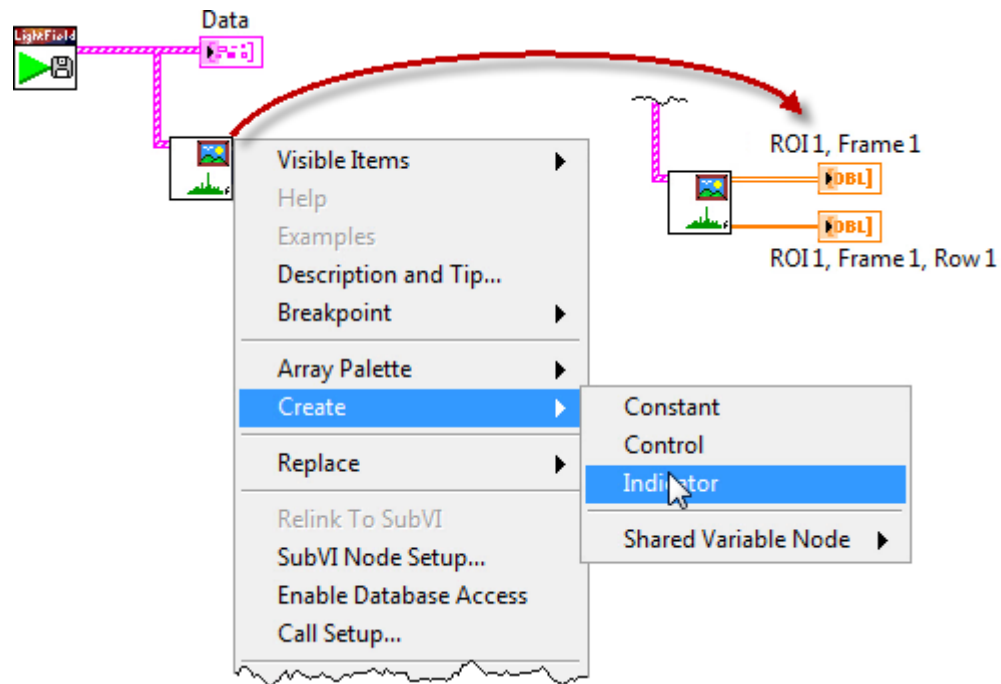 Data
LightField
ROI 1, Frame 1
DBL]
DBL]
ROI 1, Frame 1, Row 1
Visible Items
Help
Examples
Description and Tip...
Breakpoint
Array Palette
Create
Replace
Relink To SubVI
SubVI Node Setup...
Enable Database Access
Call Setup...
Constant
Control
Indicator
Shared Variable Node